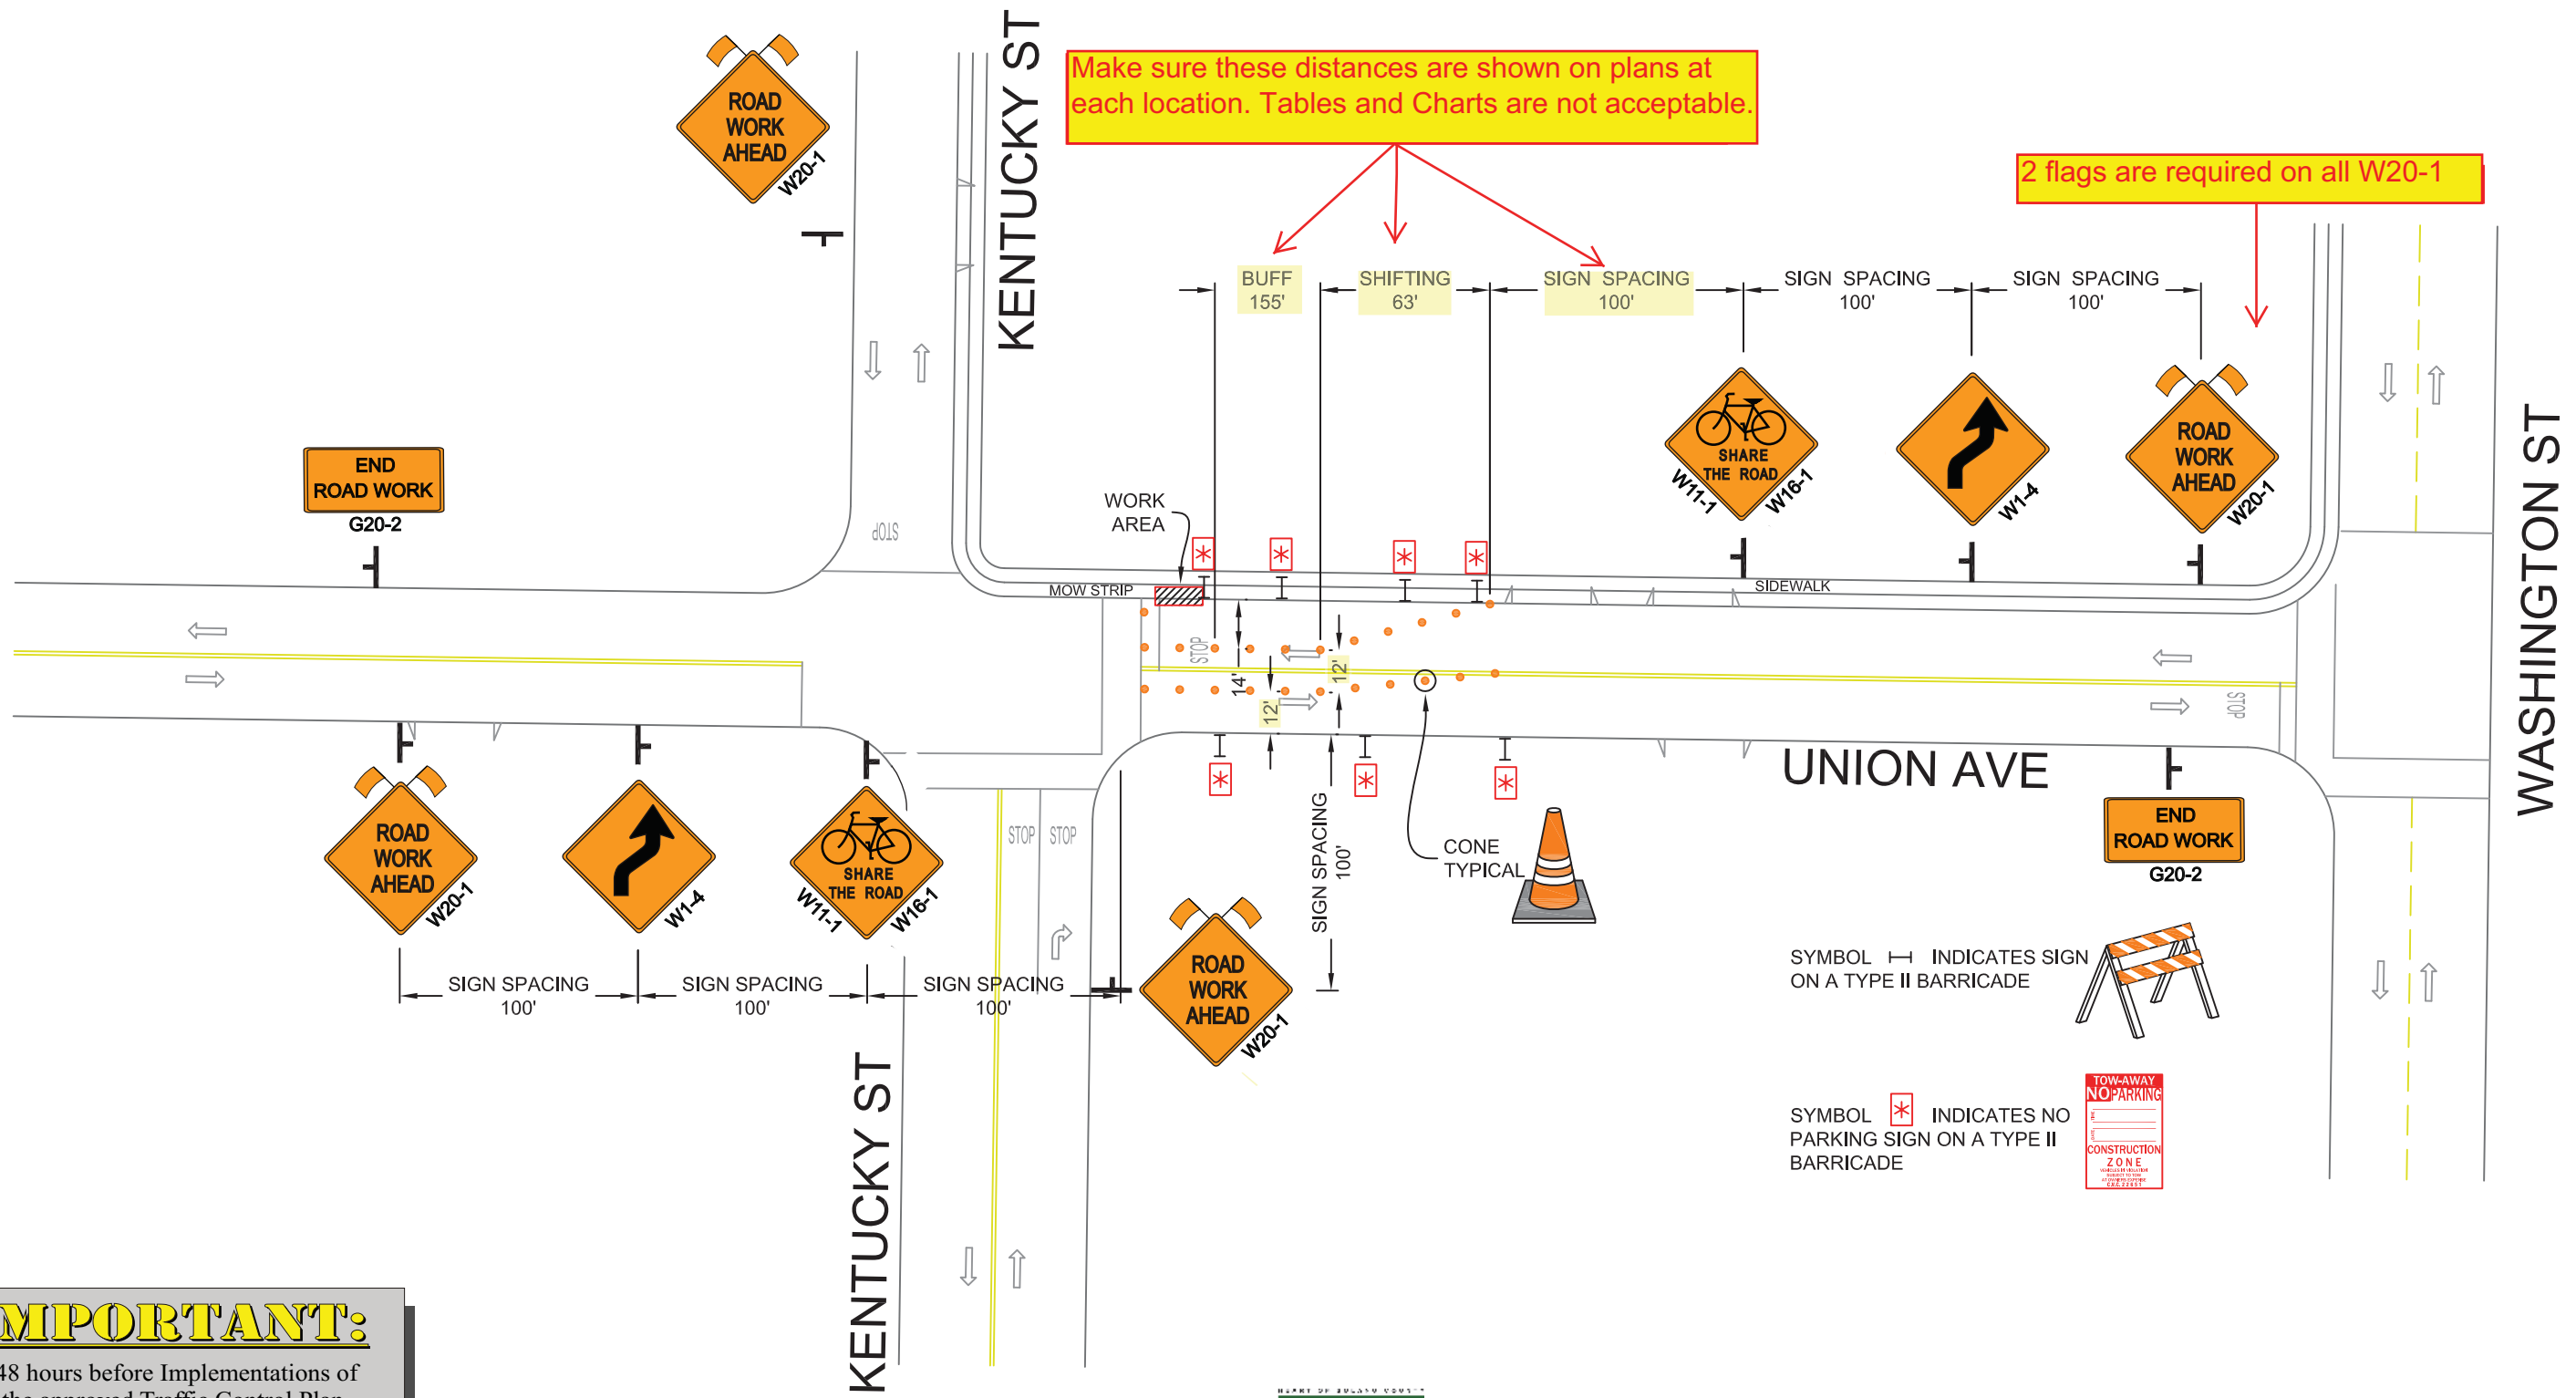 KENTUCKY ST
Make sure these distances are shown on plans at
each location. Tables and Charts are not acceptable.
2 flags are required on all W20-1
ROAD
WORK
AHEAD
W20-1
BUFF
155'
SHIFTING
63'
SIGN SPACING
100'
SIGN SPACING
100'
SIGN SPACING
100'
SHARE
THE ROAD
W11-1
W16-1
W1-4
ROAD
WORK
AHEAD
W20-1
WASHINGTON ST
END
ROAD WORK
G20-2
STOP
WORK
AREA
MOW STRIP
SIDEWALK
STOP
14'
12'
12'
STOP
UNION AVE
ROAD
WORK
AHEAD
W20-1
W1-4
SHARE
THE ROAD
W11-1
W16-1
STOP
STOP
SIGN SPACING
100'
CONE
TYPICAL
END
ROAD WORK
G20-2
SIGN SPACING
100'
SIGN SPACING
100'
SIGN SPACING
100'
ROAD
WORK
AHEAD
W20-1
SYMBOL INDICATES SIGN
ON A TYPE II BARRICADE
SYMBOL INDICATES NO
PARKING SIGN ON A TYPE II
BARRICADE
TOW-AWAY
NO PARKING
CONSTRUCTION
ZONE
KENTUCKY ST
MPORTANT:
48 hours before Implementations of
the approved Traffic Control Plan